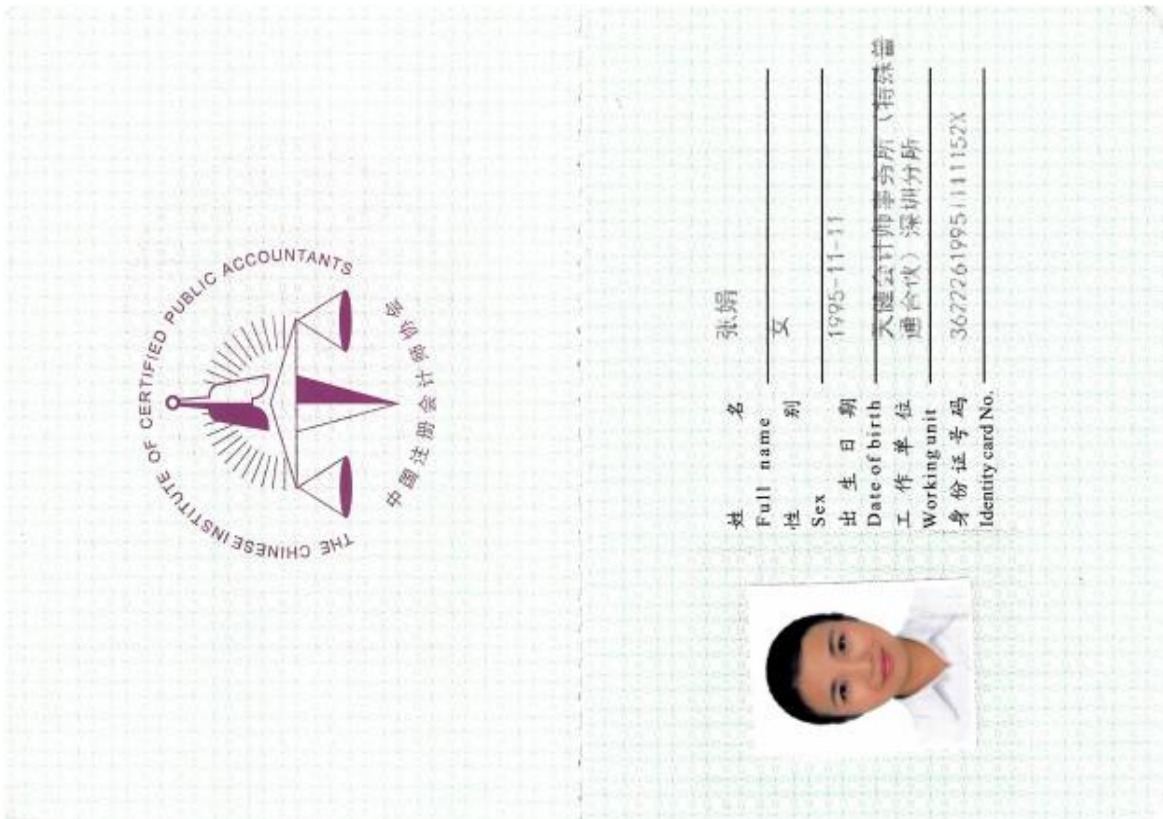 THE CHINESE INSTITUTE OF CERTIFIED PUBLIC ACCOUNTANTS
中国注册会计师协会
姓 名 张娟
Full name
性 别 女
Sex
出 生 日 期 1995-11-11
Date of birth
工 作 单 位 天健会计师事务所（特殊普
通合伙）深圳分所
Working unit
身 份 证 号 码 36222619951111152X
Identity card No.